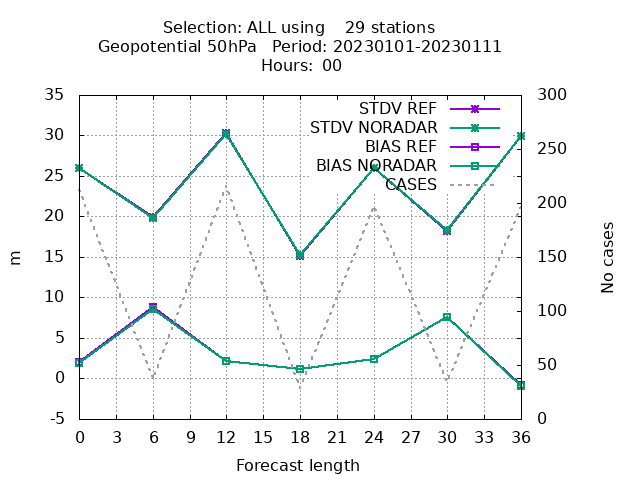 Selection: ALL using    29 stations
Geopotential 50hPa   Period: 20230101-20230111
Hours: 00
STDV REF
STDV NORADAR
BIAS REF
BIAS NORADAR
CASES
35
30
25
20
15
10
5
0
-5
m
300
250
200
150
100
50
0
No cases
0 3 6 9 12 15 18 21 24 27 30 33 36
Forecast length